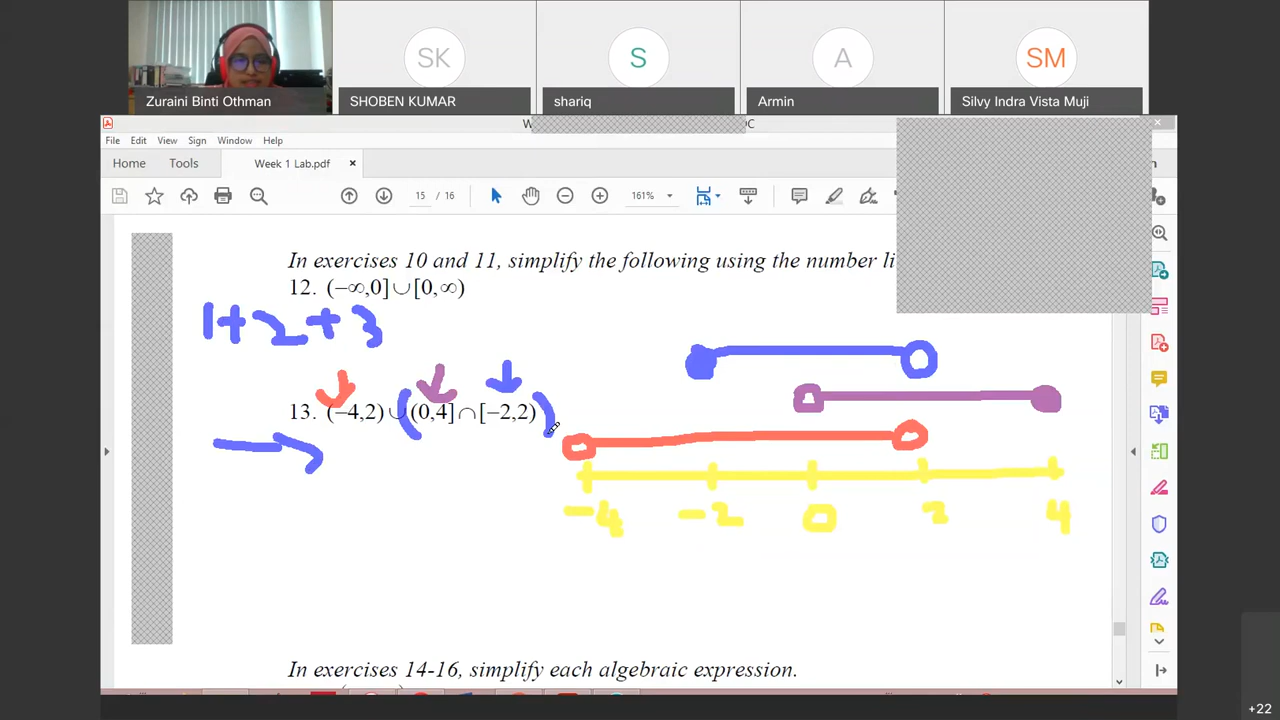 SK
S
A
SM
Zuraini Binti Othman
SHOBEN KUMAR
shariq
Armin
Silvy Indra Vista Muji
File Edit View Sign Window Help
Home Tools Week 1 Lab.pdf ×
15 / 16 161%
In exercises 10 and 11, simplify the following using the number li
12. (−∞,0]∪[0,∞)
1+2+3
13. (−4,2)∪((0,4]∩[−2,2))
-4 -2 0 2 4
In exercises 14-16, simplify each algebraic expression.
+22